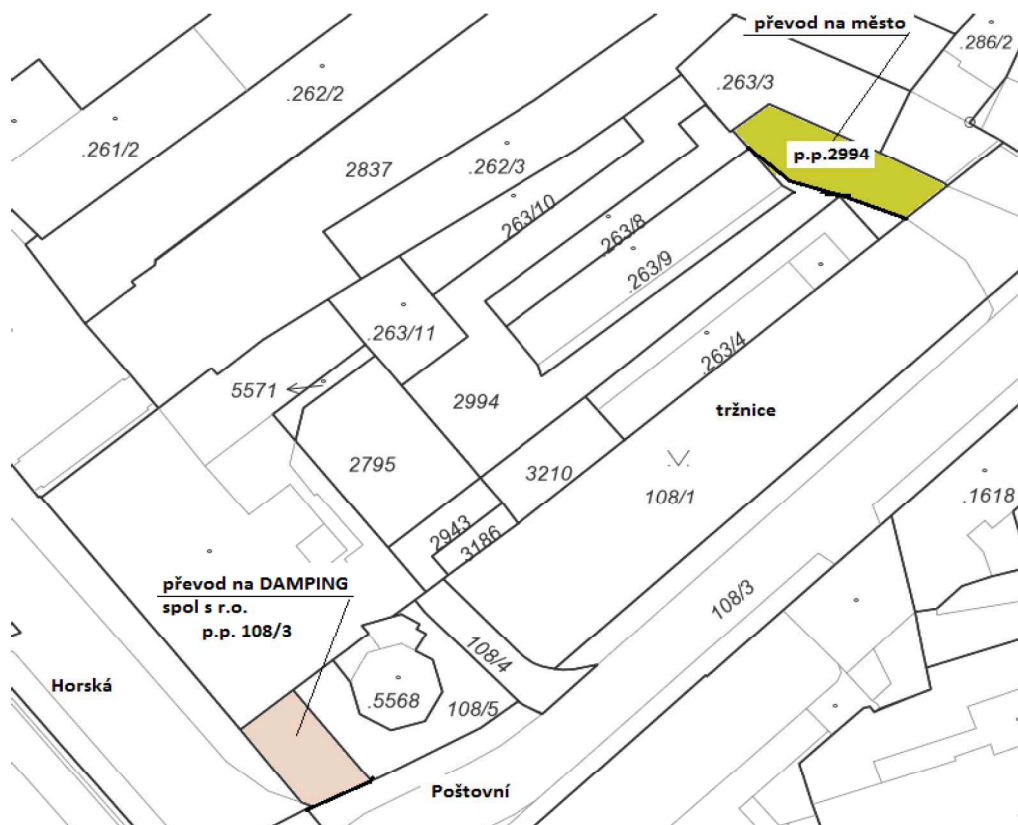 převod na město
.286/2
.263/3
.262/2
.261/2
p.p.2994
2837
.262/3
263/10
.263/8
.263/9
.263/11
.263/4
5571
2994
tržnice
2795
3210
108/1
.1618
2943
3186
převod na DAMPING
spol s r.o.
p.p. 108/3
108/3
108/4
Horská
.5568
108/5
Poštovní